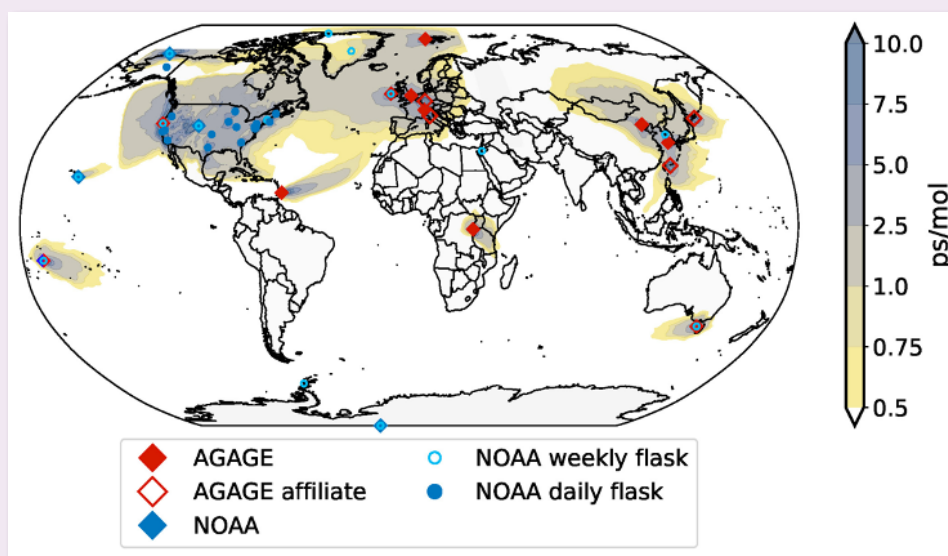 10.0
7.5
5.0
2.5
1.0
0.75
0.5
ps/mol
AGAGE
AGAGE affiliate
NOAA
NOAA weekly flask
NOAA daily flask